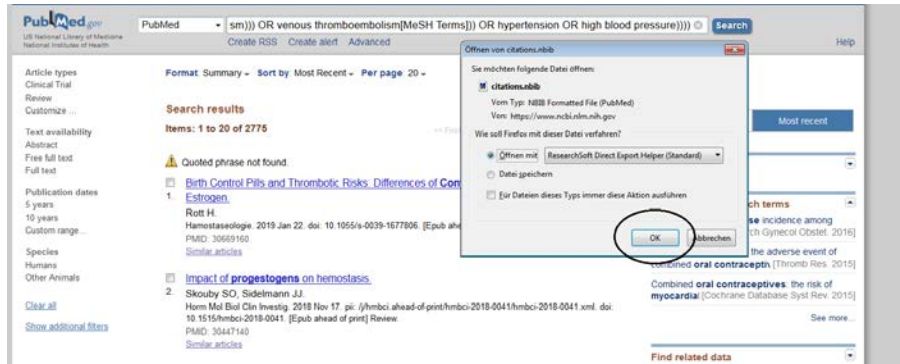 PubMed.gov
US National Library of Medicine
National Institutes of Health
PubMed
sm))) OR venous thromboembolism[MeSH Terms])) OR hypertension OR high blood pressure))))
Search
Create RSS Create alert Advanced
Help
Article types
Clinical Trial
Review
Customize ...
Text availability
Abstract
Free full text
Full text
Publication dates
5 years
10 years
Custom range...
Species
Humans
Other Animals
Clear all
Show additional filters
Format: Summary Sort by: Most Recent Per page: 20
Search results
Items: 1 to 20 of 2775
<< First
Quoted phrase not found.
1. Birth Control Pills and Thrombotic Risks: Differences of Con
Estrogen.
Rott H.
Hamostaseologie. 2019 Jan 22. doi: 10.1055/s-0039-1677806. [Epub ahe
PMID: 30669160
Similar articles
2. Impact of progestogens on hemostasis.
Skouby SO, Sidelmann JJ.
Horm Mol Biol Clin Investig. 2018 Nov 17. pii: /j/hmbci.ahead-of-print/hmbci-2018-0041/hmbci-2018-0041.xml. doi:
10.1515/hmbci-2018-0041. [Epub ahead of print] Review.
PMID: 30447140
Similar articles
Öffnen von citations.nbib
Sie möchten folgende Datei öffnen:
citations.nbib
Vom Typ: NBIB Formatted File (PubMed)
Von: https://www.ncbi.nlm.nih.gov
Wie soll Firefox mit dieser Datei verfahren?
Öffnen mit ResearchSoft Direct Export Helper (Standard)
Datei speichern
Für Dateien dieses Typs immer diese Aktion ausführen
OK Abbrechen
Most recent
ch terms
se incidence among
ch Gynecol Obstet. 2016]
the adverse event of
combined oral contraceptin [Thromb Res. 2015]
Combined oral contraceptives: the risk of
myocardial [Cochrane Database Syst Rev. 2015]
See more...
Find related data